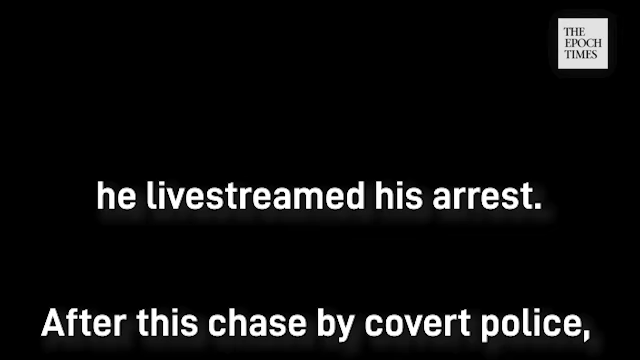 THE
EPOCH
TIMES
he livestreamed his arrest.
After this chase by covert police,